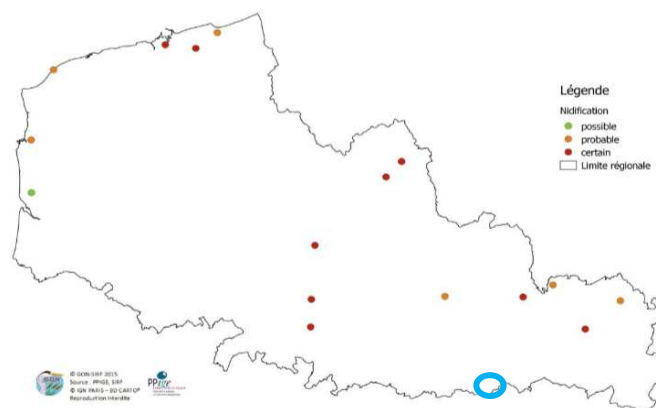 Légende
Nidification
possible
probable
certain
Limite régionale
© GON-SIRF 2015
Source : PPIGE, SIRF
© IGN PARIS - BD CARTO®
Reproduction interdite
PPige